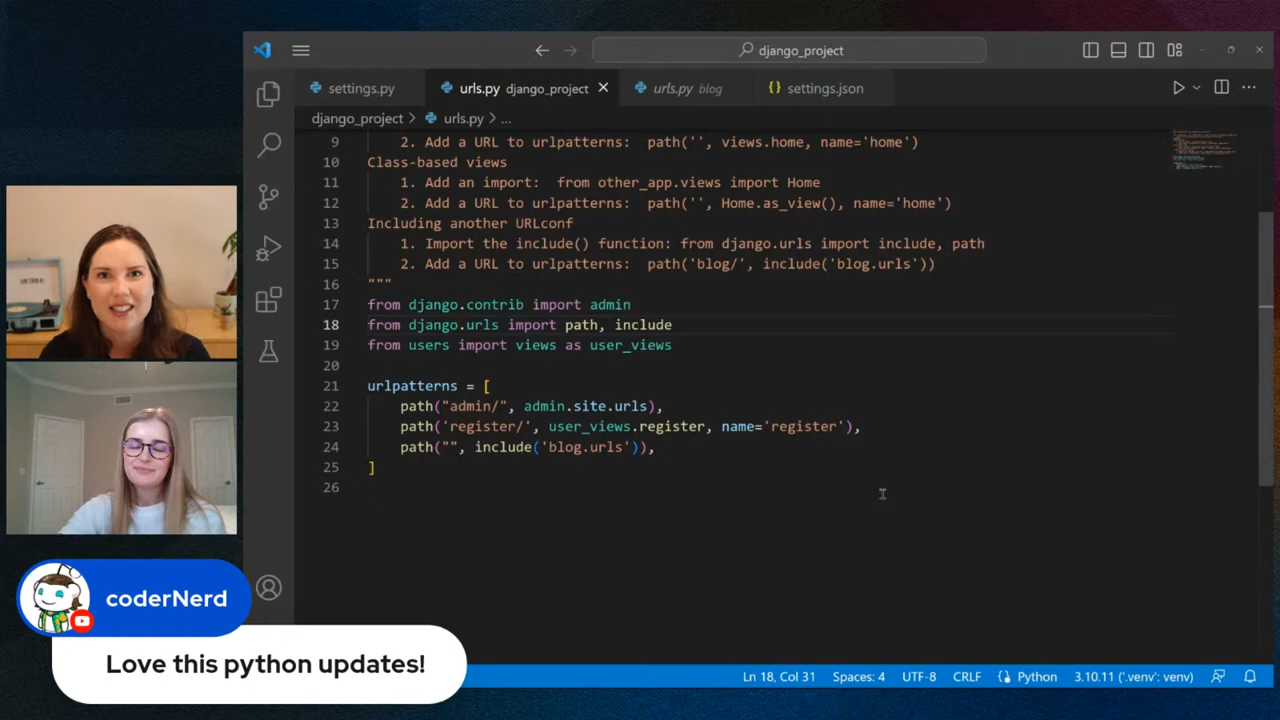 django_project
settings.py
urls.py django_project
urls.py blog
{} settings.json
django_project > urls.py > ...
9 2. Add a URL to urlpatterns: path('', views.home, name='home')
10 Class-based views
11 1. Add an import: from other_app.views import Home
12 2. Add a URL to urlpatterns: path('', Home.as_view(), name='home')
13 Including another URLconf
14 1. Import the include() function: from django.urls import include, path
15 2. Add a URL to urlpatterns: path('blog/', include('blog.urls'))
16 """
17 from django.contrib import admin
18 from django.urls import path, include
19 from users import views as user_views
20
21 urlpatterns = [
22 path("admin/", admin.site.urls),
23 path('register/', user_views.register, name='register'),
24 path("", include('blog.urls')),
25 ]
26
coderNerd
Love this python updates!
Ln 18, Col 31 Spaces: 4 UTF-8 CRLF Python 3.10.11 ('.venv': venv)